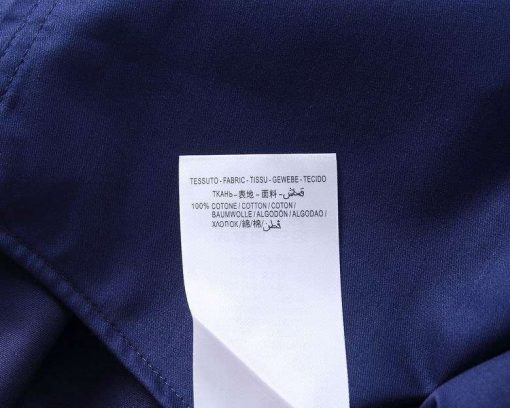 TESSUTO - FABRIC - TISSU - GEWEBE - TECIDO
ТКАНЬ - 表地 - 面料 - قماش
100% COTONE / COTTON / COTON /
BAUMWOLLE / ALGODÓN / ALGODAO /
ХЛОПОК / 綿 / 棉 / قطن